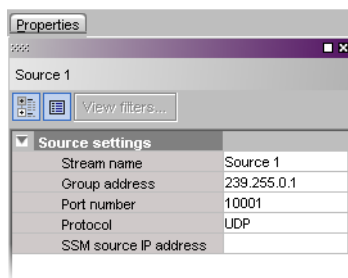 Properties
Source 1
View filters...
Source settings
Stream name Source 1
Group address 239.255.0.1
Port number 10001
Protocol UDP
SSM source IP address